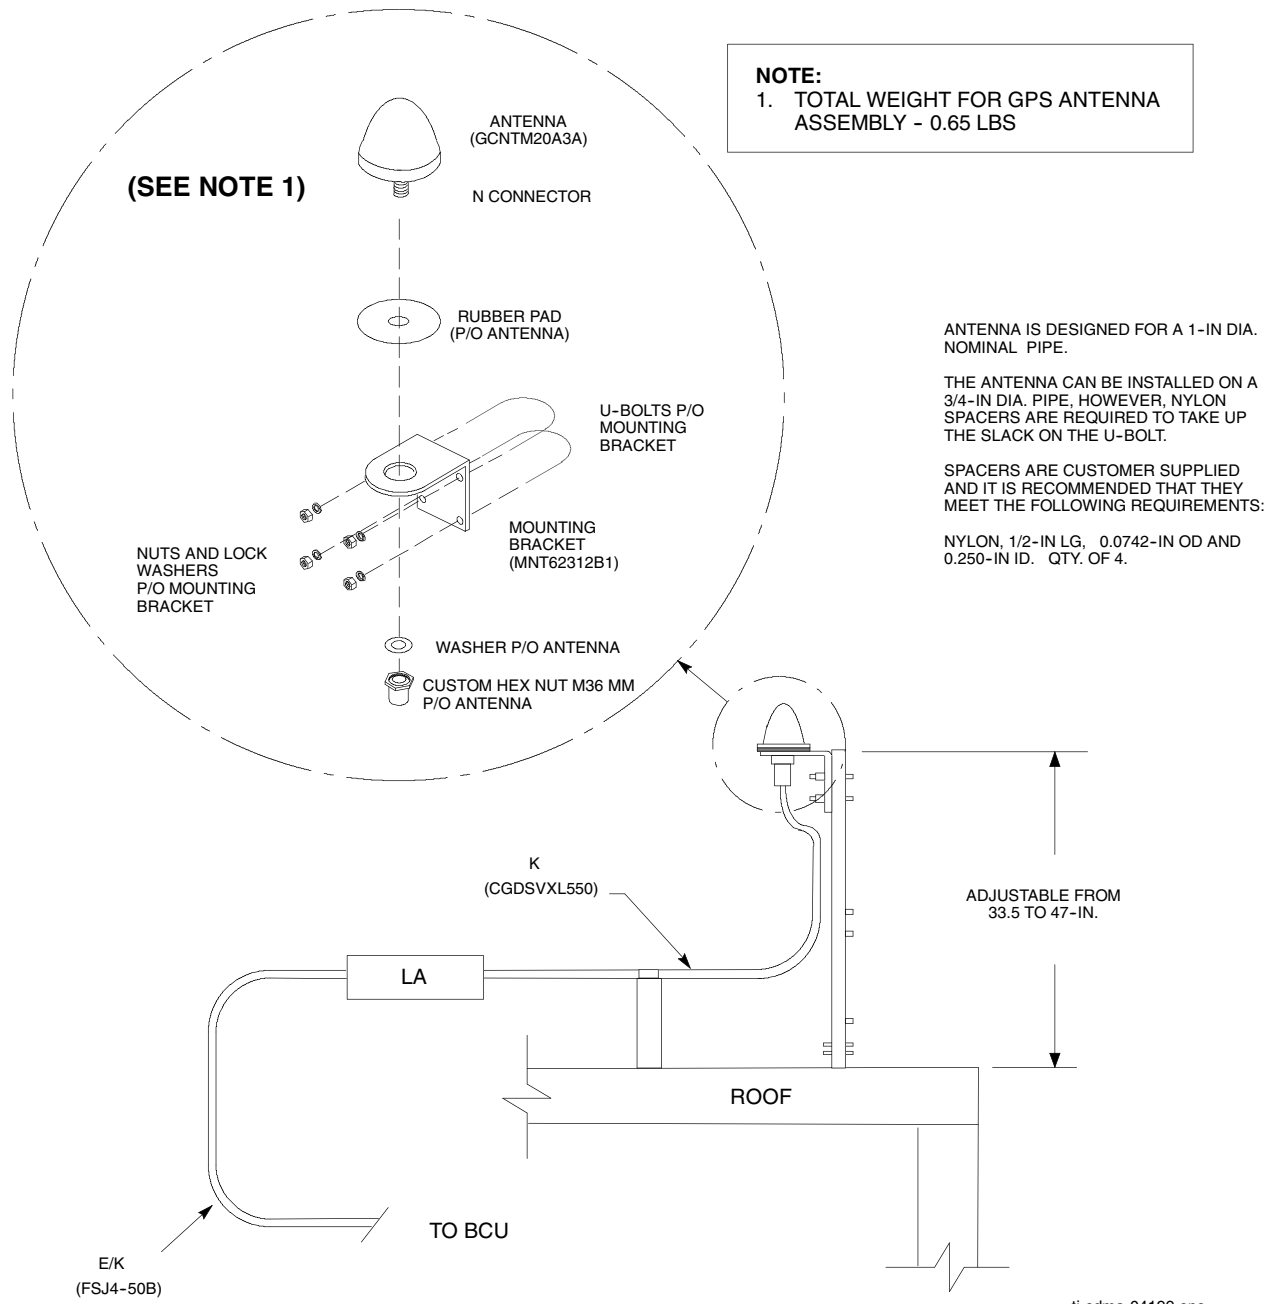 NOTE:
1. TOTAL WEIGHT FOR GPS ANTENNA
ASSEMBLY - 0.65 LBS
ANTENNA
(GCNTM20A3A)
(SEE NOTE 1)
N CONNECTOR
RUBBER PAD
(P/O ANTENNA)
U-BOLTS P/O
MOUNTING
BRACKET
MOUNTING
BRACKET
(MNT62312B1)
NUTS AND LOCK
WASHERS
P/O MOUNTING
BRACKET
WASHER P/O ANTENNA
CUSTOM HEX NUT M36 MM
P/O ANTENNA
ANTENNA IS DESIGNED FOR A 1-IN DIA.
NOMINAL PIPE.
THE ANTENNA CAN BE INSTALLED ON A
3/4-IN DIA. PIPE, HOWEVER, NYLON
SPACERS ARE REQUIRED TO TAKE UP
THE SLACK ON THE U-BOLT.
SPACERS ARE CUSTOMER SUPPLIED
AND IT IS RECOMMENDED THAT THEY
MEET THE FOLLOWING REQUIREMENTS:
NYLON, 1/2-IN LG, 0.0742-IN OD AND
0.250-IN ID. QTY. OF 4.
K
(CGDSVXL550)
ADJUSTABLE FROM
33.5 TO 47-IN.
LA
ROOF
TO BCU
E/K
(FSJ4-50B)